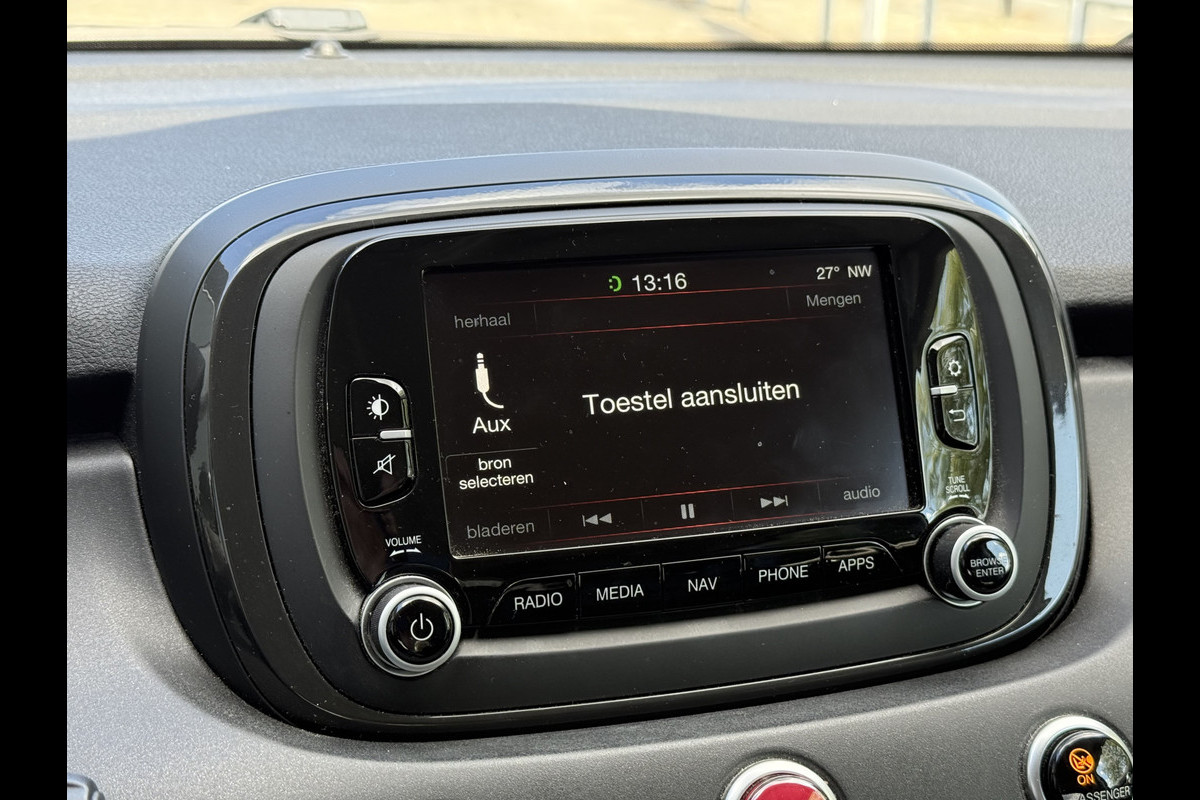 13:16
27° NW
herhaal
Mengen
Aux
Toestel aansluiten
bron
selecteren
bladeren
audio
VOLUME
TUNE
SCROLL
BROWSE
ENTER
RADIO
MEDIA
NAV
PHONE
APPS
ON
PASSENGER